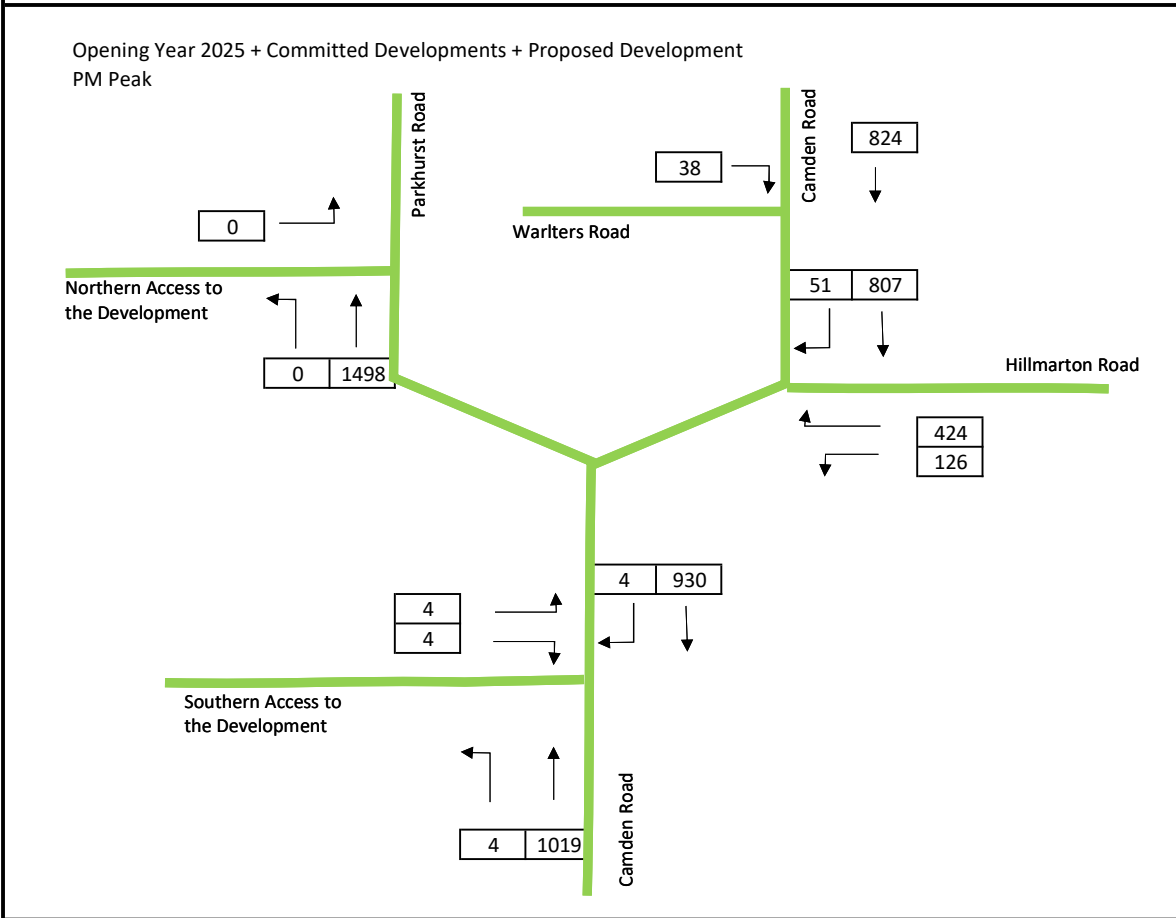 Opening Year 2025 + Committed Developments + Proposed Development
PM Peak
Parkhurst Road
Camden Road
824
38
0
Warlters Road
Northern Access to
the Development
51 807
0 1498
Hillmarton Road
424
126
4 930
4
4
Southern Access to
the Development
Camden Road
4 1019